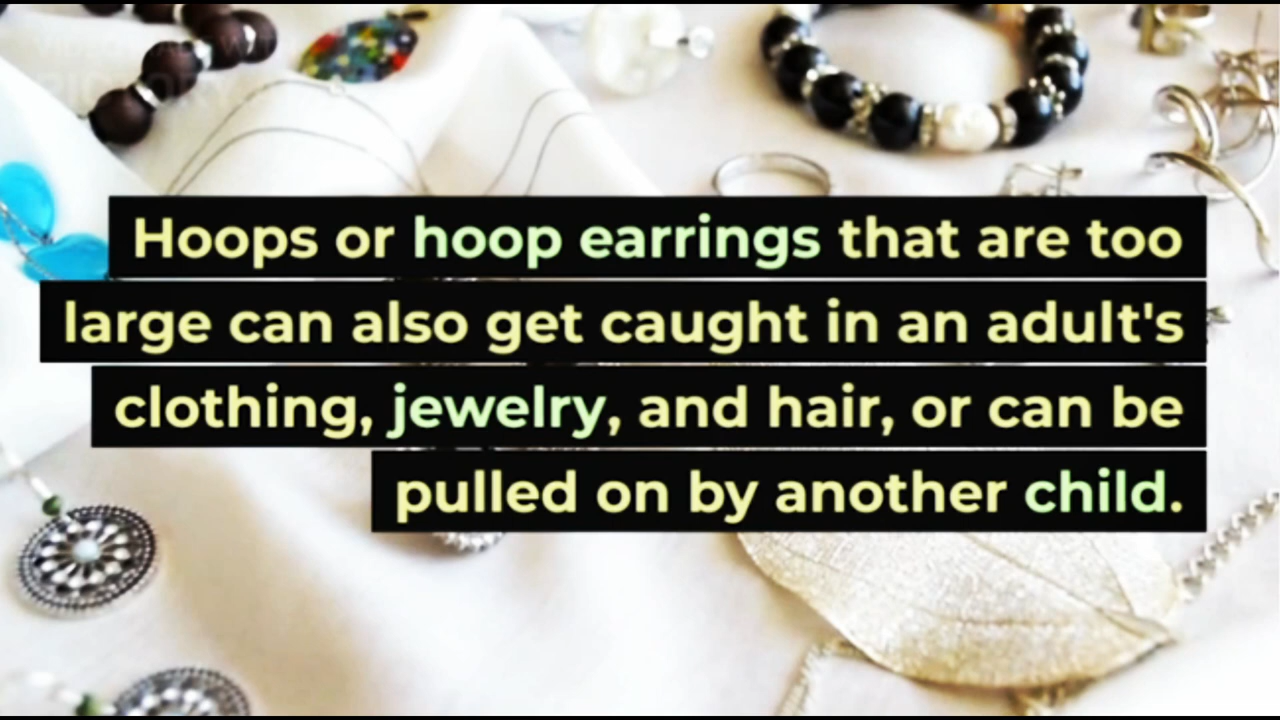 Hoops or hoop earrings that are too
large can also get caught in an adult's
clothing, jewelry, and hair, or can be
pulled on by another child.